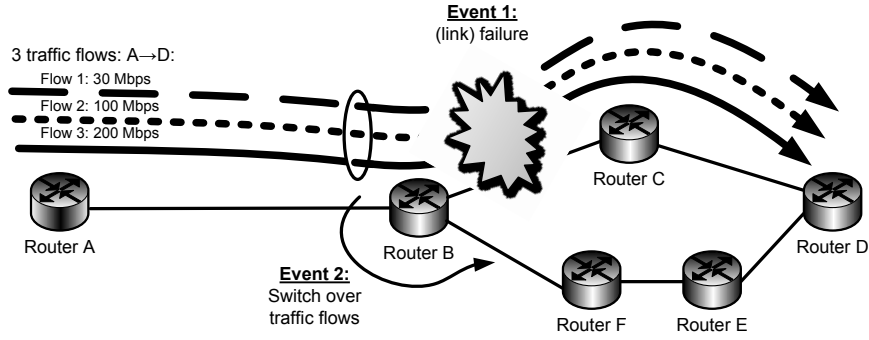 Event 1:
(link) failure
3 traffic flows: A→D:
Flow 1: 30 Mbps
Flow 2: 100 Mbps
Flow 3: 200 Mbps
Router C
Router A
Router B
Router D
Event 2:
Switch over
traffic flows
Router F
Router E